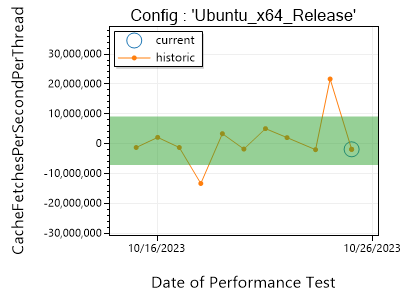 Config : 'Ubuntu_x64_Release'
current
historic
CacheFetchesPerSecondPerThread
30,000,000
20,000,000
10,000,000
0
-10,000,000
-20,000,000
-30,000,000
10/16/2023
10/26/2023
Date of Performance Test